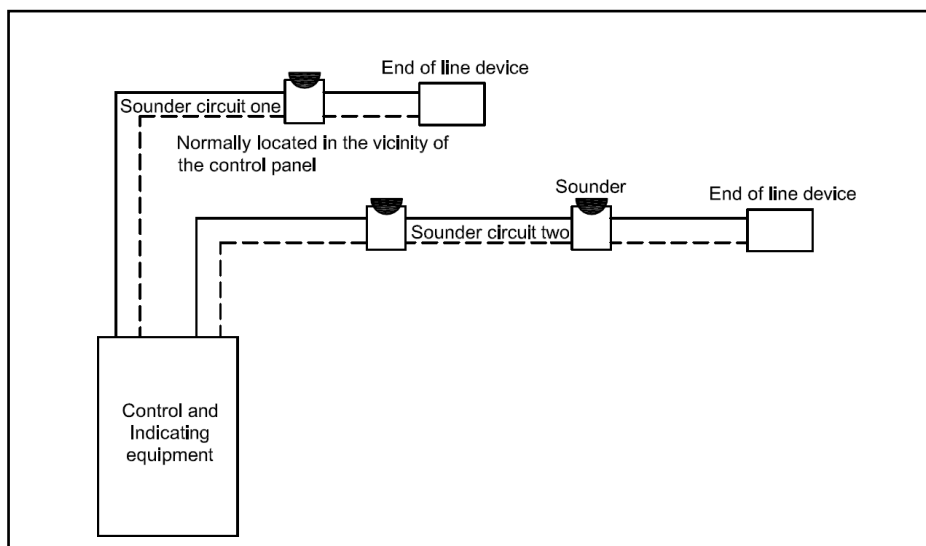 End of line device
Sounder circuit one
Normally located in the vicinity of
the control panel
Sounder
End of line device
Sounder circuit two
Control and
Indicating
equipment